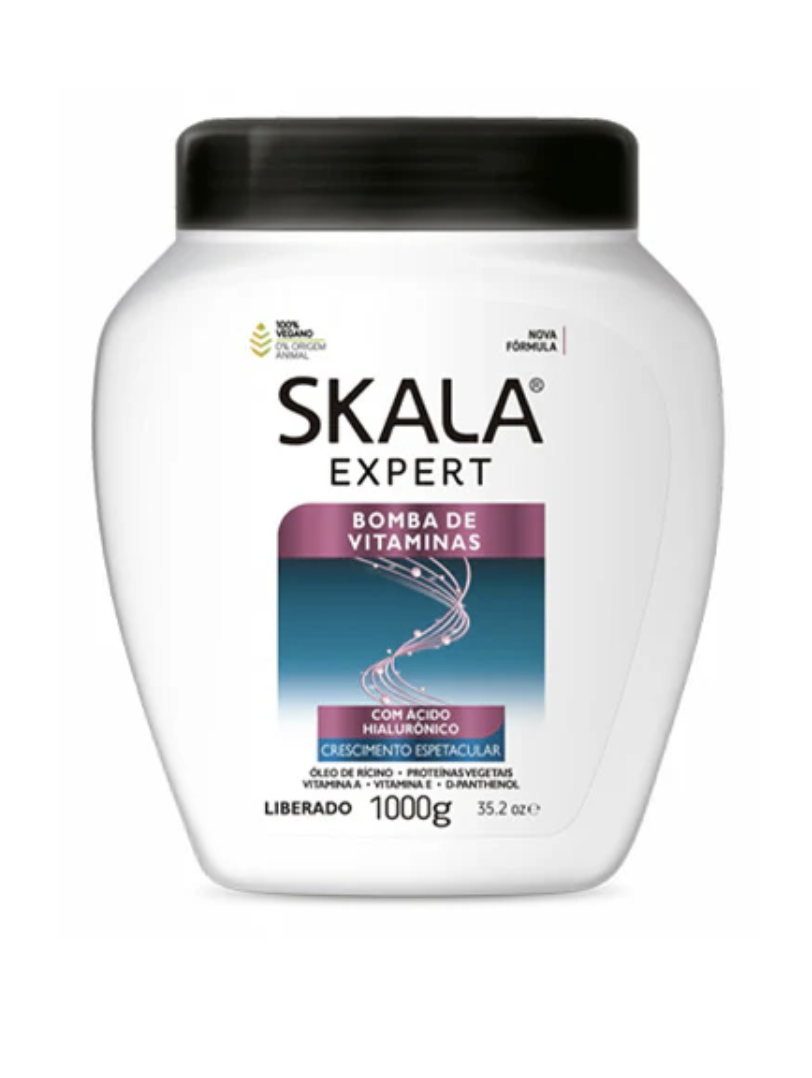 100%
VEGANO
0% ORIGEM
ANIMAL
NOVA
FÓRMULA
SKALA®
EXPERT
BOMBA DE
VITAMINAS
COM ÁCIDO
HIALURÔNICO
CRESCIMENTO ESPETACULAR
ÓLEO DE RÍCINO • PROTEÍNAS VEGETAIS
VITAMINA A • VITAMINA E • D-PANTHENOL
LIBERADO 1000g 35.2 oz℮